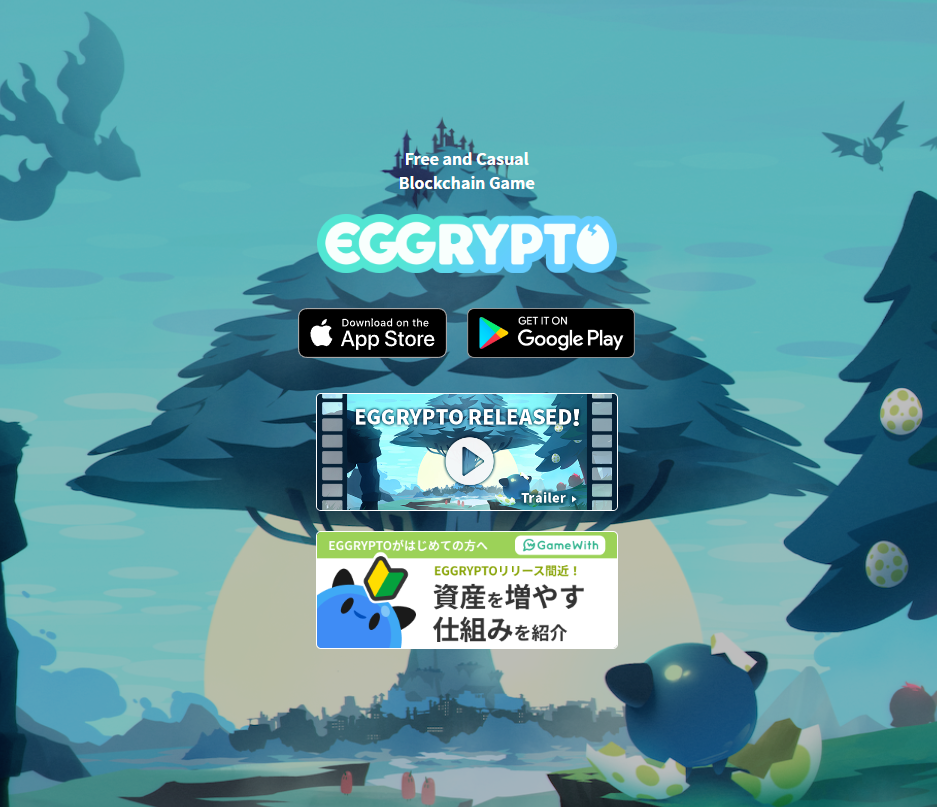 Free and Casual
Blockchain Game
EGGRYPTO
Download on the
App Store
GET IT ON
Google Play
EGGRYPTO RELEASED!
Trailer
EGGRYPTOがはじめての方へ
GameWith
EGGRYPTOリリース間近！
資産を増やす
仕組みを紹介